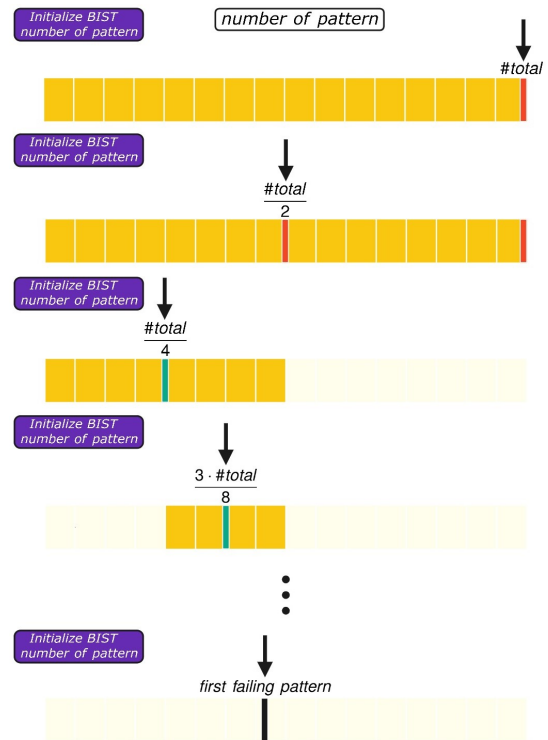 Initialize BIST
number of pattern
number of pattern
#total
Initialize BIST
number of pattern
#total
2
Initialize BIST
number of pattern
#total
4
Initialize BIST
number of pattern
3 · #total
8
Initialize BIST
number of pattern
first failing pattern